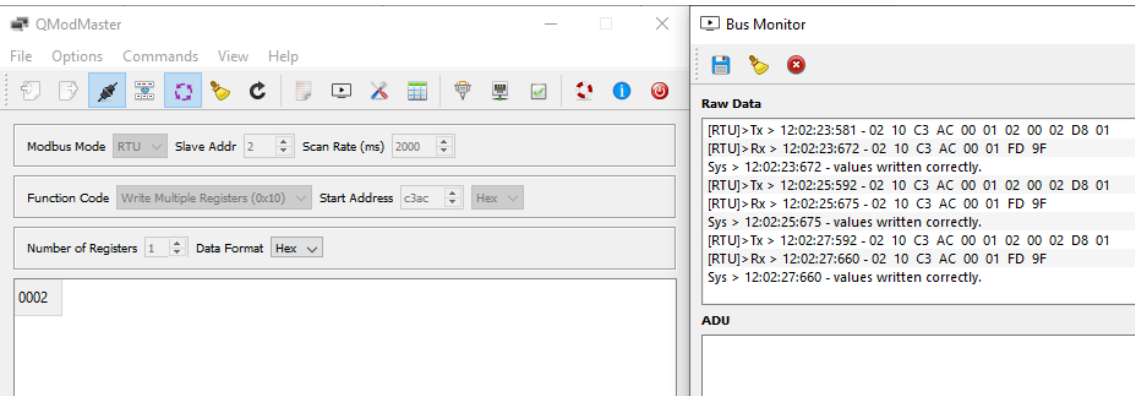 QModMaster
File Options Commands View Help
Modbus Mode RTU Slave Addr 2 Scan Rate (ms) 2000
Function Code Write Multiple Registers (0x10) Start Address c3ac Hex
Number of Registers 1 Data Format Hex
0002
Bus Monitor
Raw Data
[RTU]>Tx > 12:02:23:581 - 02 10 C3 AC 00 01 02 00 02 D8 01
[RTU]>Rx > 12:02:23:672 - 02 10 C3 AC 00 01 FD 9F
Sys > 12:02:23:672 - values written correctly.
[RTU]>Tx > 12:02:25:592 - 02 10 C3 AC 00 01 02 00 02 D8 01
[RTU]>Rx > 12:02:25:675 - 02 10 C3 AC 00 01 FD 9F
Sys > 12:02:25:675 - values written correctly.
[RTU]>Tx > 12:02:27:592 - 02 10 C3 AC 00 01 02 00 02 D8 01
[RTU]>Rx > 12:02:27:660 - 02 10 C3 AC 00 01 FD 9F
Sys > 12:02:27:660 - values written correctly.
ADU